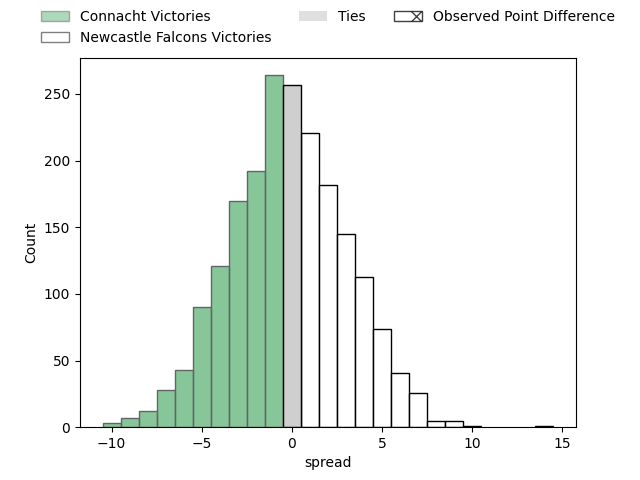 Connacht Victories
Ties
Observed Point Difference
Newcastle Falcons Victories
250
200
150
100
50
0
Count
−10
−5
0
5
10
15
spread